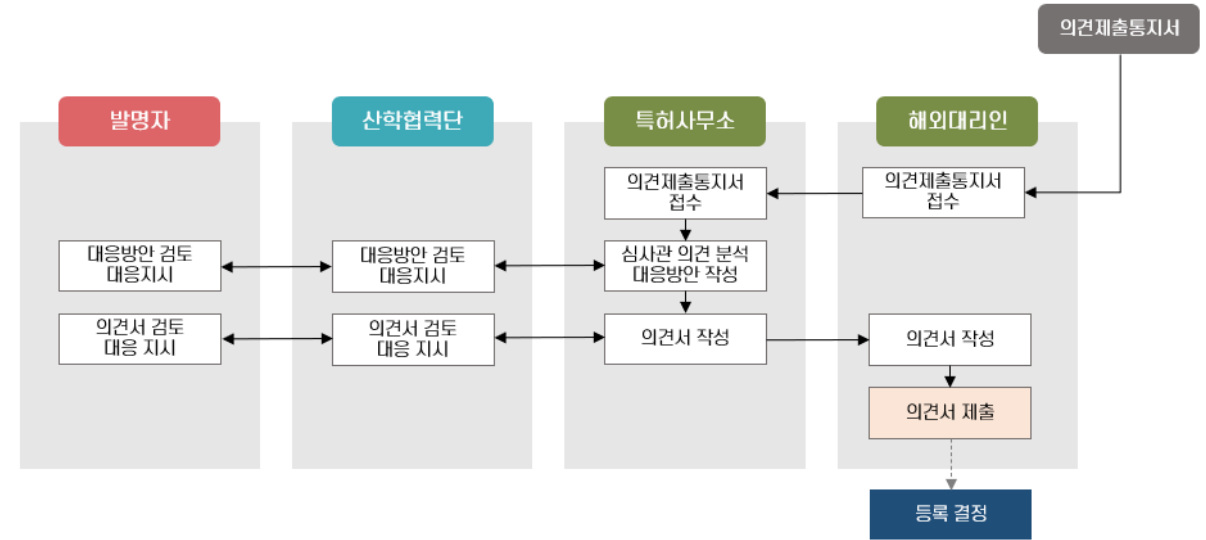 의견제출통지서
발명자
산학협력단
특허사무소
해외대리인
의견제출통지서
접수
의견제출통지서
접수
대응방안 검토
대응지시
대응방안 검토
대응지시
심사관 의견 분석
대응방안 작성
의견서 검토
대응 지시
의견서 검토
대응 지시
의견서 작성
의견서 작성
의견서 제출
등록 결정